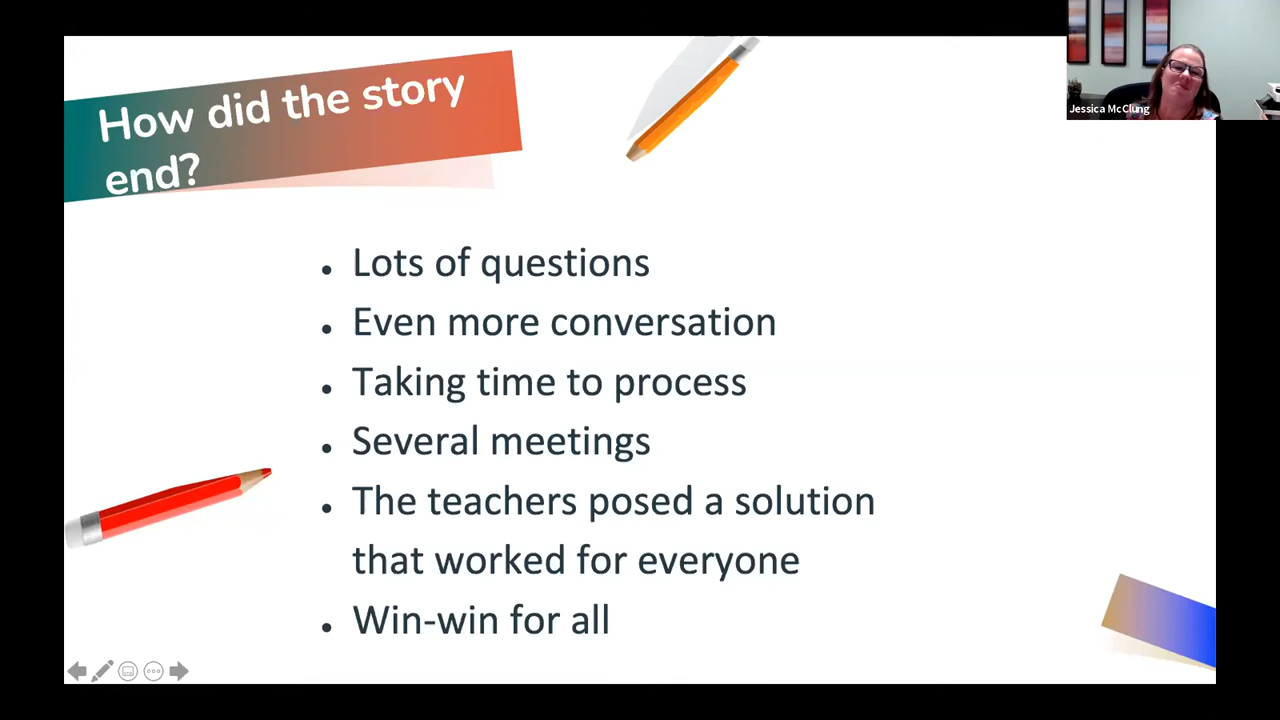 How did the story
end?
Jessica McClung
• Lots of questions
• Even more conversation
• Taking time to process
• Several meetings
• The teachers posed a solution
that worked for everyone
• Win-win for all